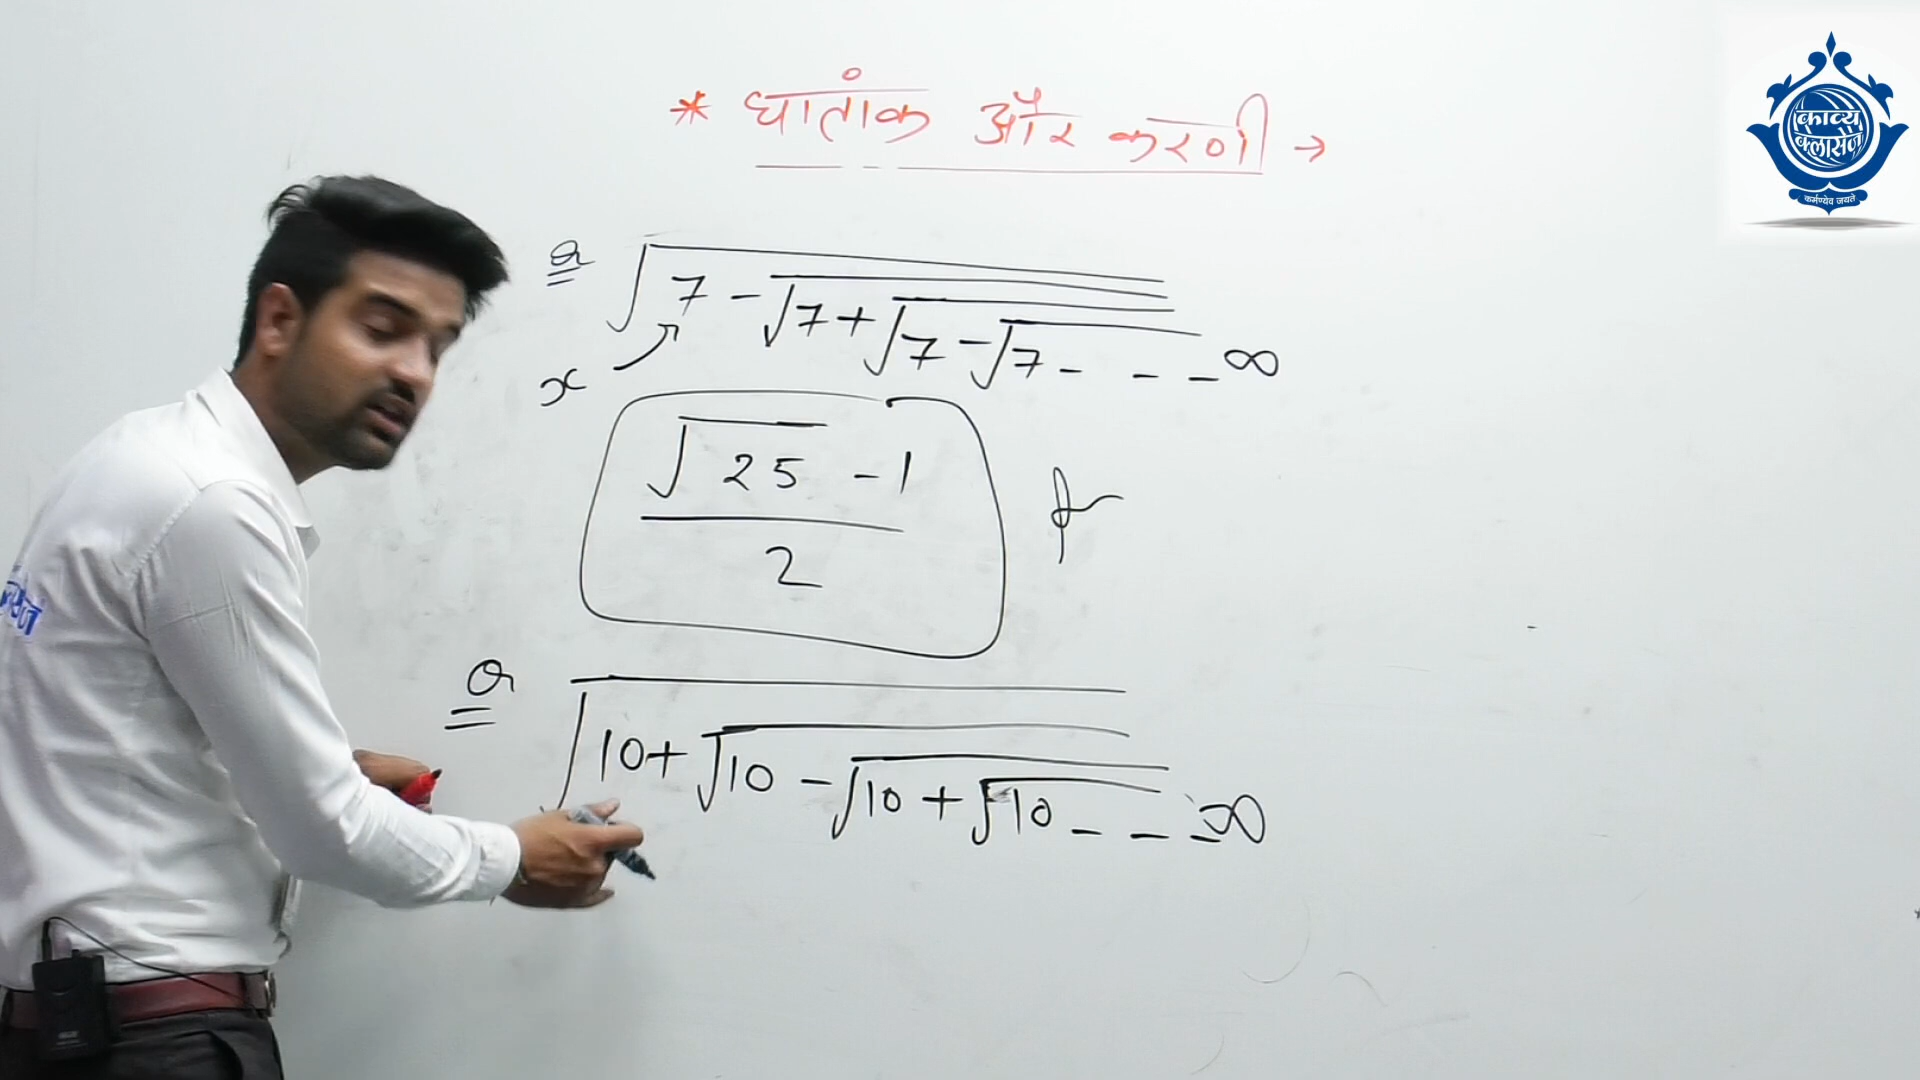 * घातांक और करणी →
Q √7 - √7 + √7 - √7 - - - ∞
x
√25 - 1
2
Q √10 + √10 - √10 + √10 - - - ∞
काव्य
क्लासेज
कर्मण्येव जयते